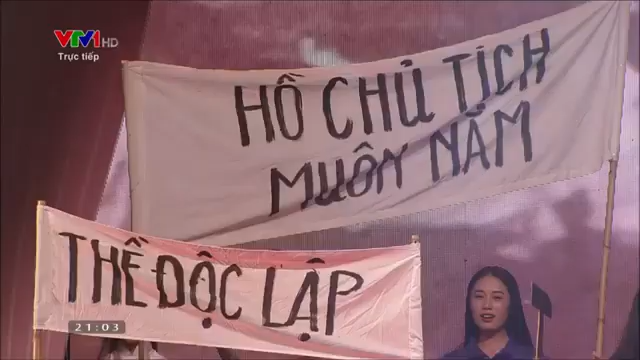 VTV1 HD
Trực tiếp
HỒ CHỦ TỊCH
MUÔN NĂM
THỀ ĐỘC LẬP
21:03